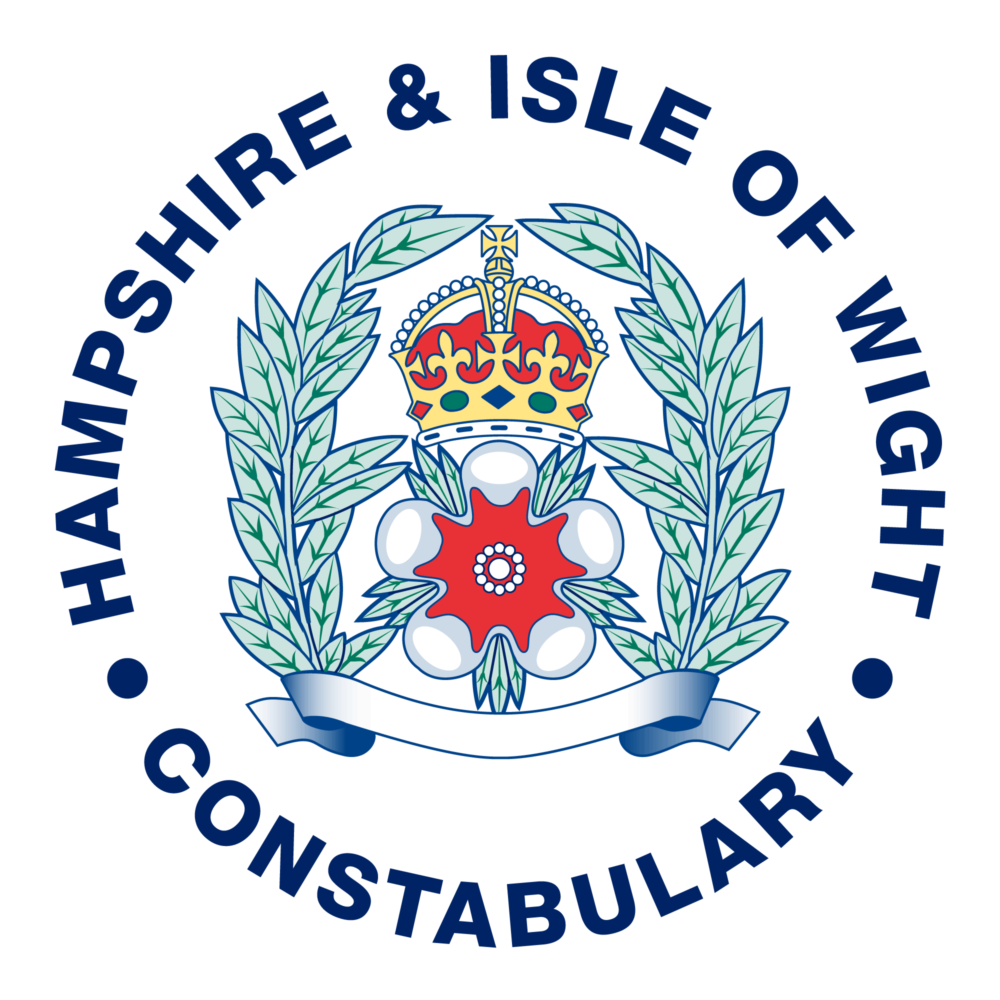 HAMPSHIRE & ISLE OF WIGHT
• CONSTABULARY •